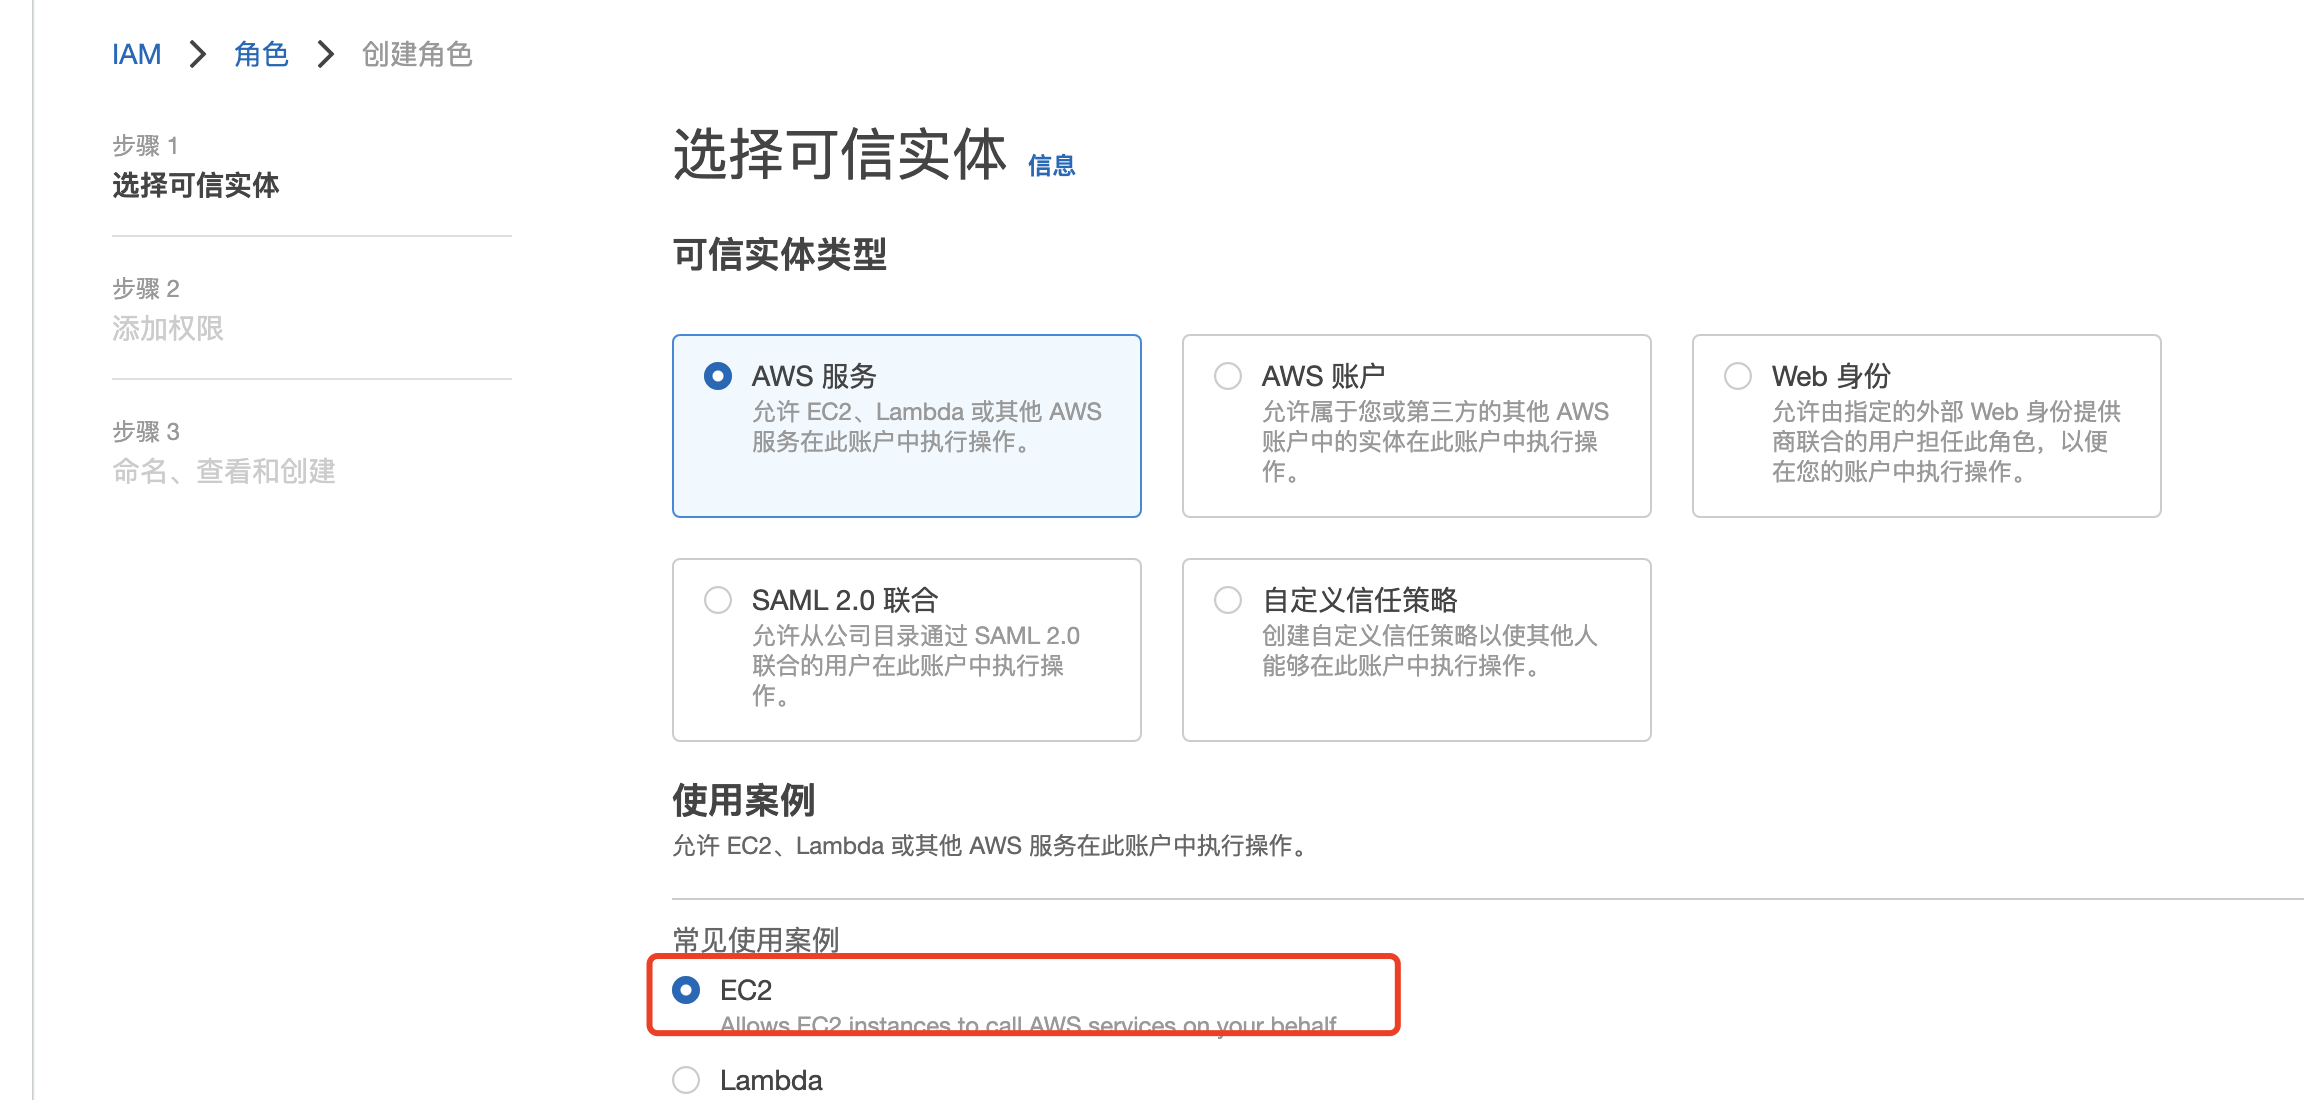 IAM > 角色 > 创建角色
步骤 1
选择可信实体
步骤 2
添加权限
步骤 3
命名、查看和创建
选择可信实体 信息
可信实体类型
AWS 服务
允许 EC2、Lambda 或其他 AWS
服务在此账户中执行操作。
AWS 账户
允许属于您或第三方的其他 AWS
账户中的实体在此账户中执行操
作。
Web 身份
允许由指定的外部 Web 身份提供
商联合的用户担任此角色，以便
在您的账户中执行操作。
SAML 2.0 联合
允许从公司目录通过 SAML 2.0
联合的用户在此账户中执行操
作。
自定义信任策略
创建自定义信任策略以使其他人
能够在此账户中执行操作。
使用案例
允许 EC2、Lambda 或其他 AWS 服务在此账户中执行操作。
常见使用案例
EC2
Allows EC2 instances to call AWS services on your behalf.
Lambda